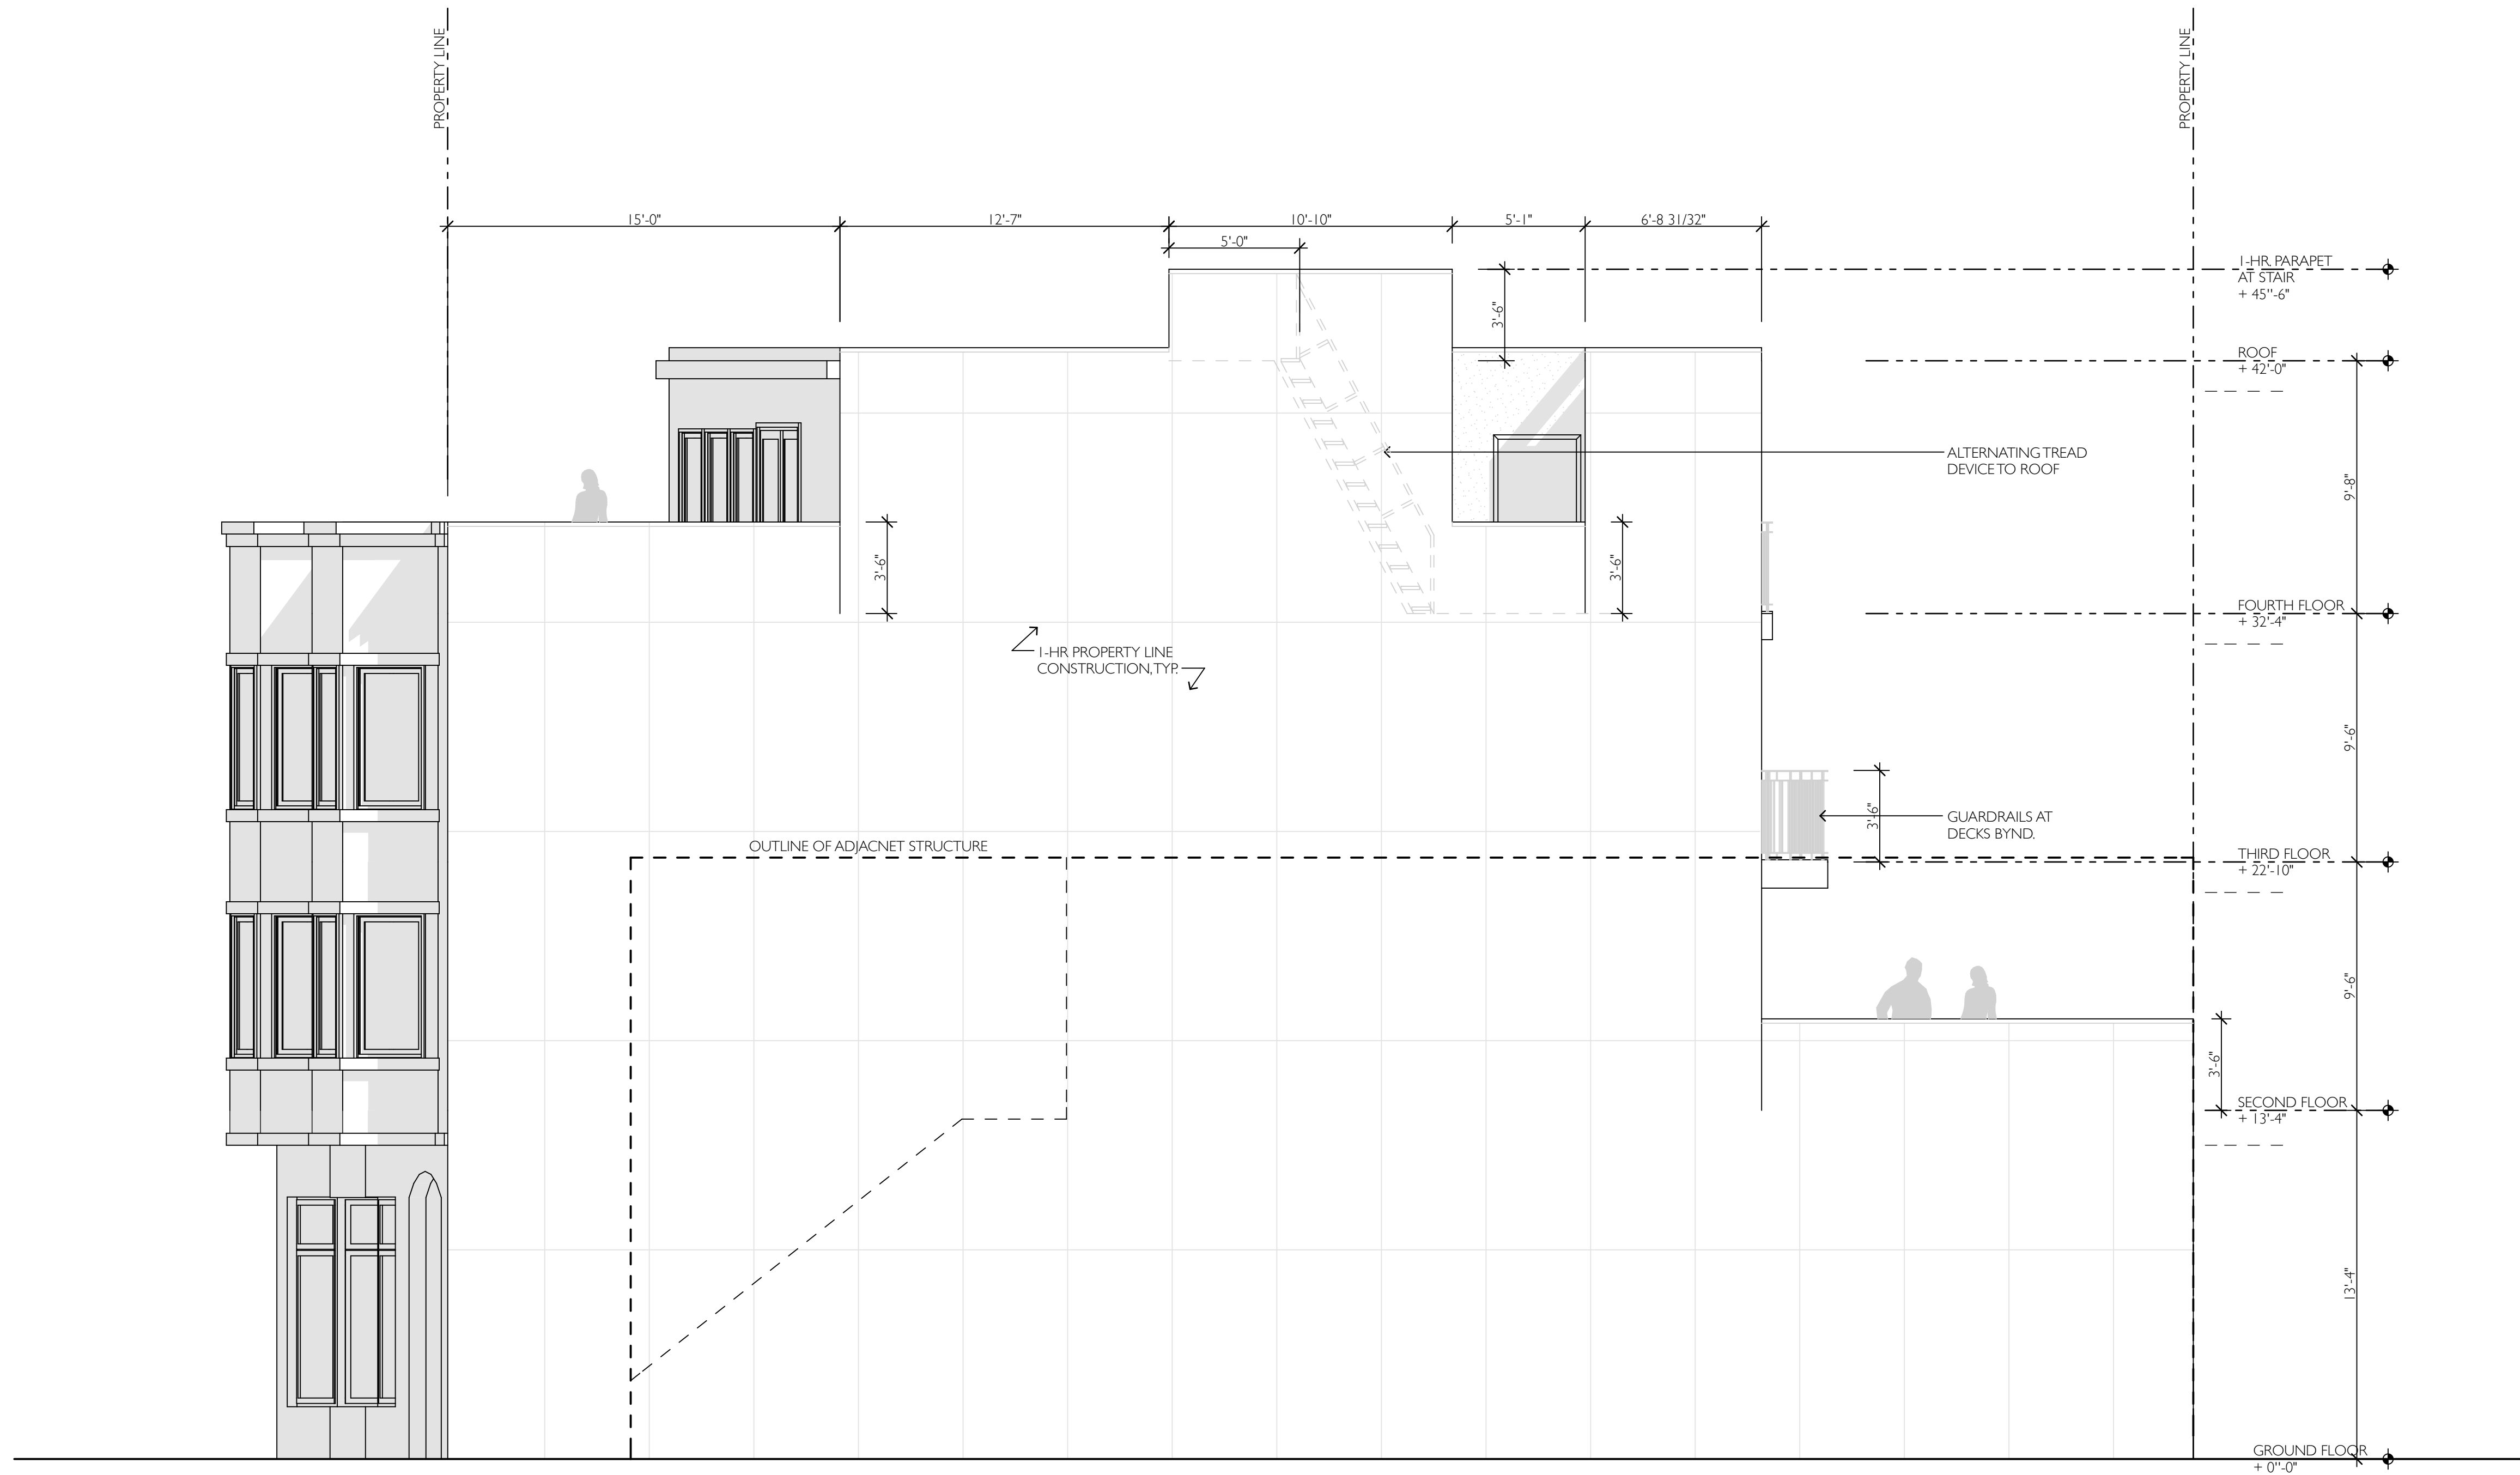 PROPERTY LINE
PROPERTY LINE
15'-0"
12'-7"
10'-10"
5'-1"
6'-8 31/32"
5'-0"
1-HR. PARAPET
AT STAIR
+ 45''-6"
3'-6"
ROOF
+ 42'-0"
ALTERNATING TREAD
DEVICE TO ROOF
9'-8"
3'-6"
3'-6"
FOURTH FLOOR
+ 32'-4"
1-HR PROPERTY LINE
CONSTRUCTION, TYP.
9'-6"
3'-6"
GUARDRAILS AT
DECKS BYND.
OUTLINE OF ADJACNET STRUCTURE
THIRD FLOOR
+ 22'-10"
9'-6"
3'-6"
SECOND FLOOR
+ 13'-4"
13'-4"
GROUND FLOOR
+ 0''-0"